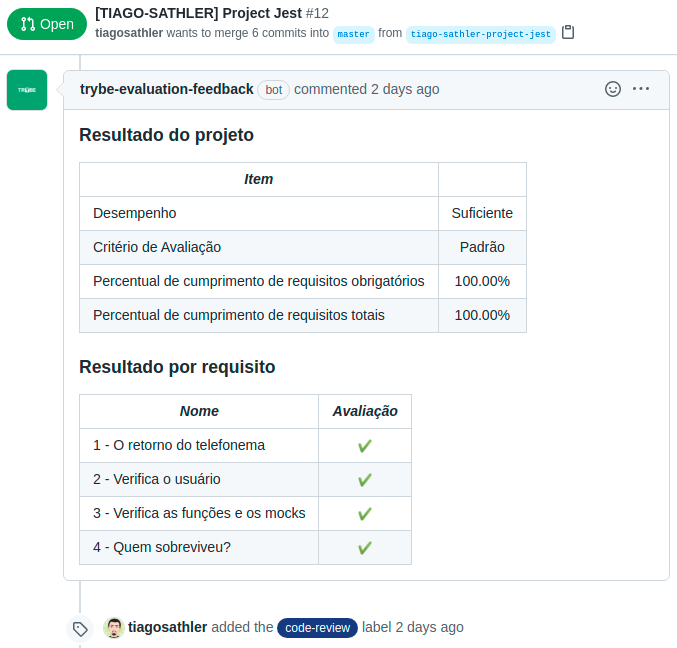 Open
[TIAGO-SATHLER] Project Jest #12
tiagosathler wants to merge 6 commits into master from tiago-sathler-project-jest
TRYBE
trybe-evaluation-feedback bot commented 2 days ago
Resultado do projeto
Item
Desempenho Suficiente
Critério de Avaliação Padrão
Percentual de cumprimento de requisitos obrigatórios 100.00%
Percentual de cumprimento de requisitos totais 100.00%
Resultado por requisito
Nome Avaliação
1 - O retorno do telefonema
2 - Verifica o usuário
3 - Verifica as funções e os mocks
4 - Quem sobreviveu?
tiagosathler added the code-review label 2 days ago